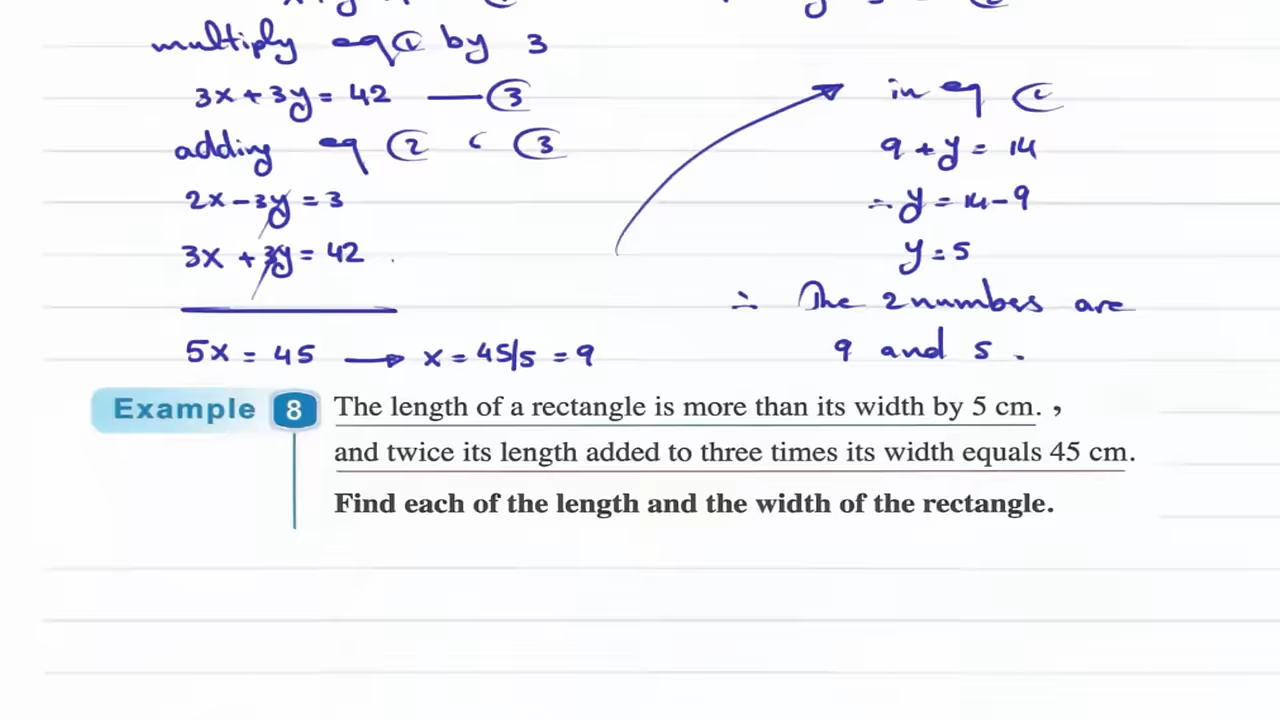 multiply eq ① by 3
3x + 3y = 42 — ③
adding eq ② , ③
2x - 3y = 3
3x + 3y = 42
5x = 45 → x = 45/5 = 9
in eq ①
9 + y = 14
∴ y = 14 - 9
y = 5
∴ The 2 numbers are
9 and 5 .
Example 8 The length of a rectangle is more than its width by 5 cm. ,
and twice its length added to three times its width equals 45 cm.
Find each of the length and the width of the rectangle.